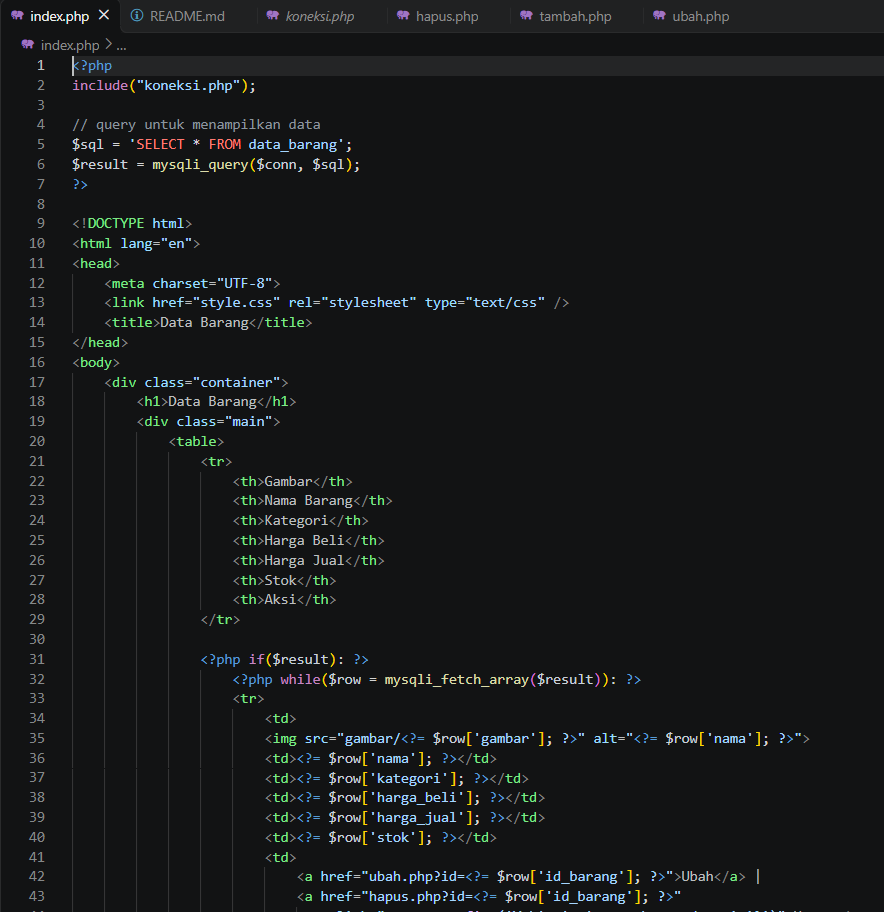 index.php
README.md
koneksi.php
hapus.php
tambah.php
ubah.php
index.php > ...
1 <?php
2 include("koneksi.php");
3
4 // query untuk menampilkan data
5 $sql = 'SELECT * FROM data_barang';
6 $result = mysqli_query($conn, $sql);
7 ?>
8
9 <!DOCTYPE html>
10 <html lang="en">
11 <head>
12     <meta charset="UTF-8">
13     <link href="style.css" rel="stylesheet" type="text/css" />
14     <title>Data Barang</title>
15 </head>
16 <body>
17     <div class="container">
18         <h1>Data Barang</h1>
19         <div class="main">
20             <table>
21                 <tr>
22                     <th>Gambar</th>
23                     <th>Nama Barang</th>
24                     <th>Kategori</th>
25                     <th>Harga Beli</th>
26                     <th>Harga Jual</th>
27                     <th>Stok</th>
28                     <th>Aksi</th>
29                 </tr>
30
31                 <?php if($result): ?>
32                     <?php while($row = mysqli_fetch_array($result)): ?>
33                     <tr>
34                         <td>
35                         <img src="gambar/<?= $row['gambar']; ?>" alt="<?= $row['nama']; ?>">
36                         <td><?= $row['nama']; ?></td>
37                         <td><?= $row['kategori']; ?></td>
38                         <td><?= $row['harga_beli']; ?></td>
39                         <td><?= $row['harga_jual']; ?></td>
40                         <td><?= $row['stok']; ?></td>
41                         <td>
42                             <a href="ubah.php?id=<?= $row['id_barang']; ?>">Ubah</a> |
43                             <a href="hapus.php?id=<?= $row['id_barang']; ?>"